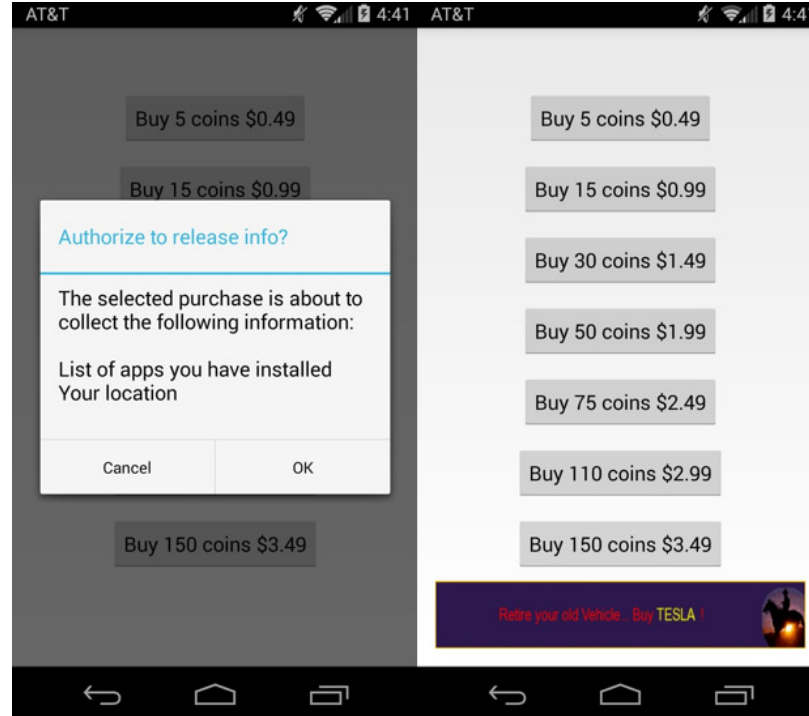 AT&T 4:41
Buy 5 coins $0.49
Buy 15 coins $0.99
Authorize to release info?
The selected purchase is about to
collect the following information:
List of apps you have installed
Your location
Cancel OK
Buy 150 coins $3.49
AT&T 4:4
Buy 5 coins $0.49
Buy 15 coins $0.99
Buy 30 coins $1.49
Buy 50 coins $1.99
Buy 75 coins $2.49
Buy 110 coins $2.99
Buy 150 coins $3.49
Retire your old Vehicle... Buy TESLA !